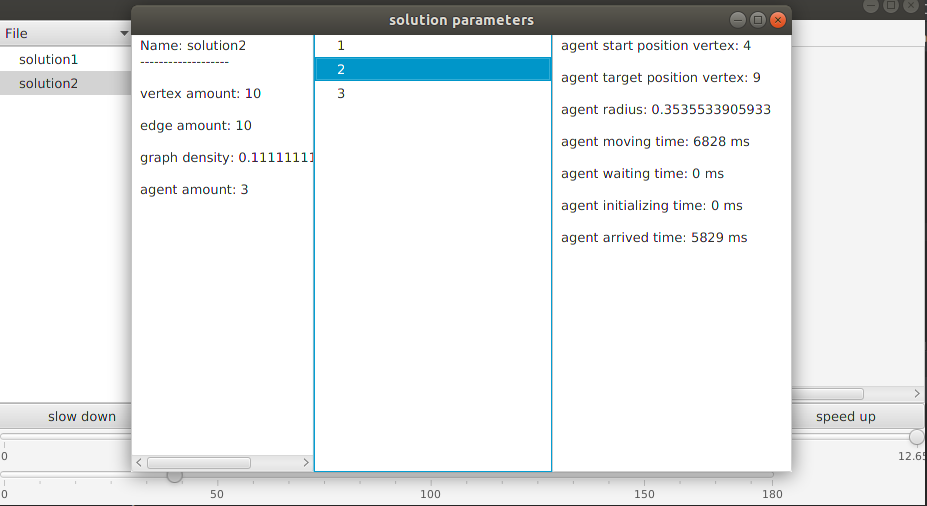 solution parameters
File
solution1
solution2
Name: solution2
-------------------
vertex amount: 10
edge amount: 10
graph density: 0.11111111
agent amount: 3
1
2
3
agent start position vertex: 4
agent target position vertex: 9
agent radius: 0.3535533905933
agent moving time: 6828 ms
agent waiting time: 0 ms
agent initializing time: 0 ms
agent arrived time: 5829 ms
slow down
speed up
0
12.65
0
50
100
150
180